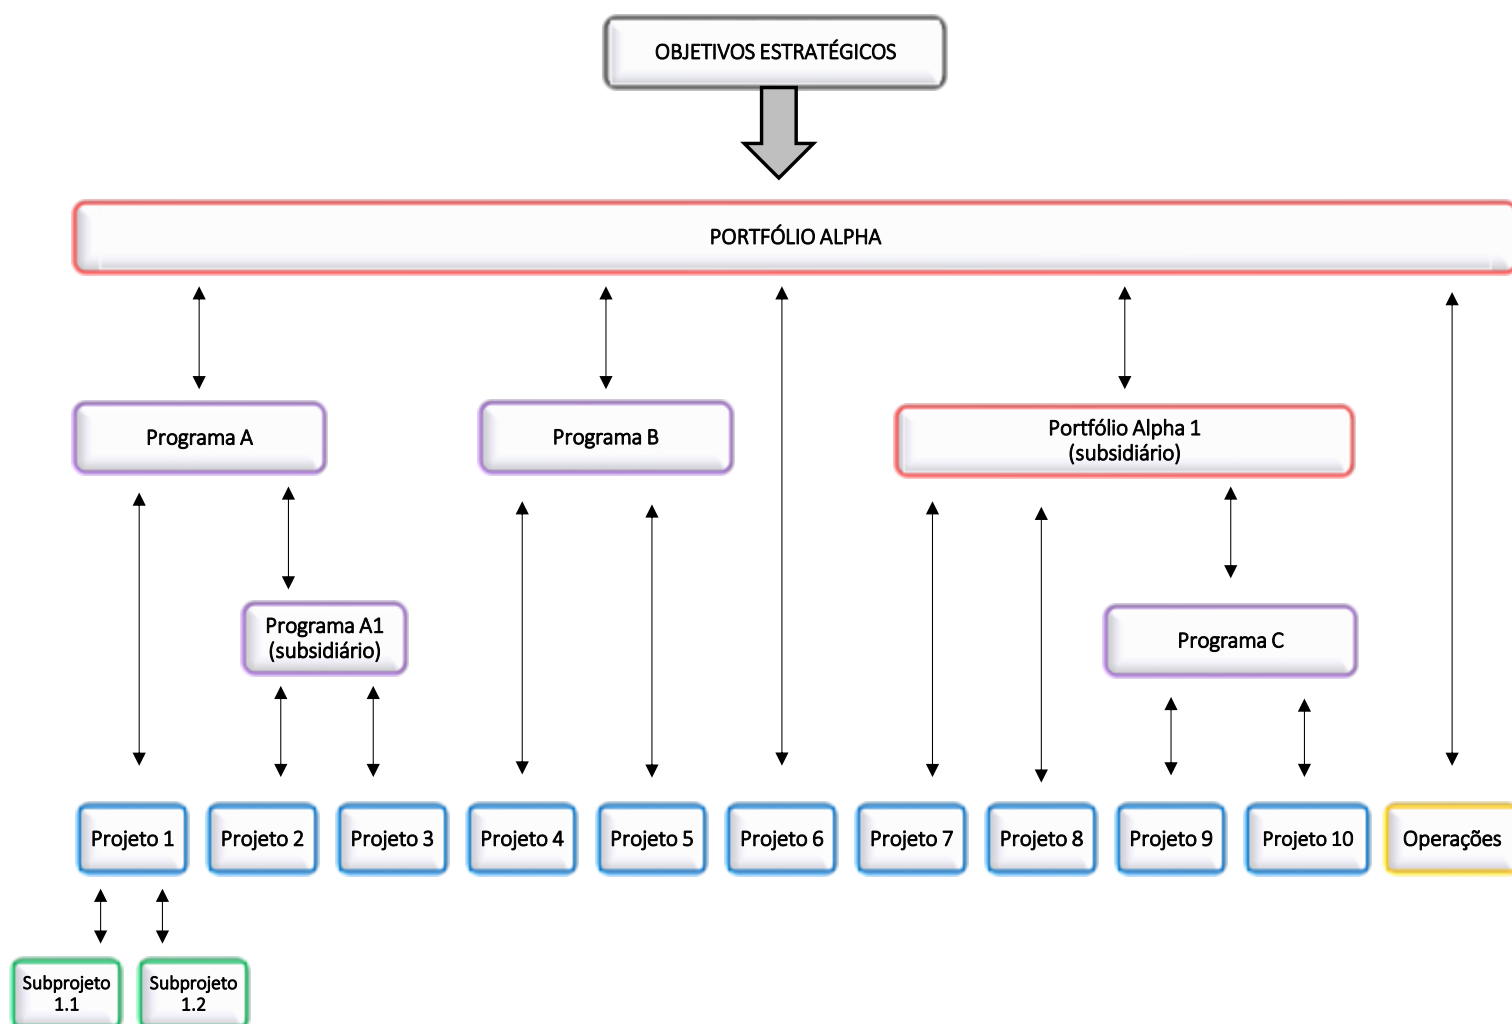 OBJETIVOS ESTRATÉGICOS
PORTFÓLIO ALPHA
Programa A
Programa B
Portfólio Alpha 1
(subsidiário)
Programa A1
(subsidiário)
Programa C
Projeto 1
Projeto 2
Projeto 3
Projeto 4
Projeto 5
Projeto 6
Projeto 7
Projeto 8
Projeto 9
Projeto 10
Operações
Subprojeto
1.1
Subprojeto
1.2